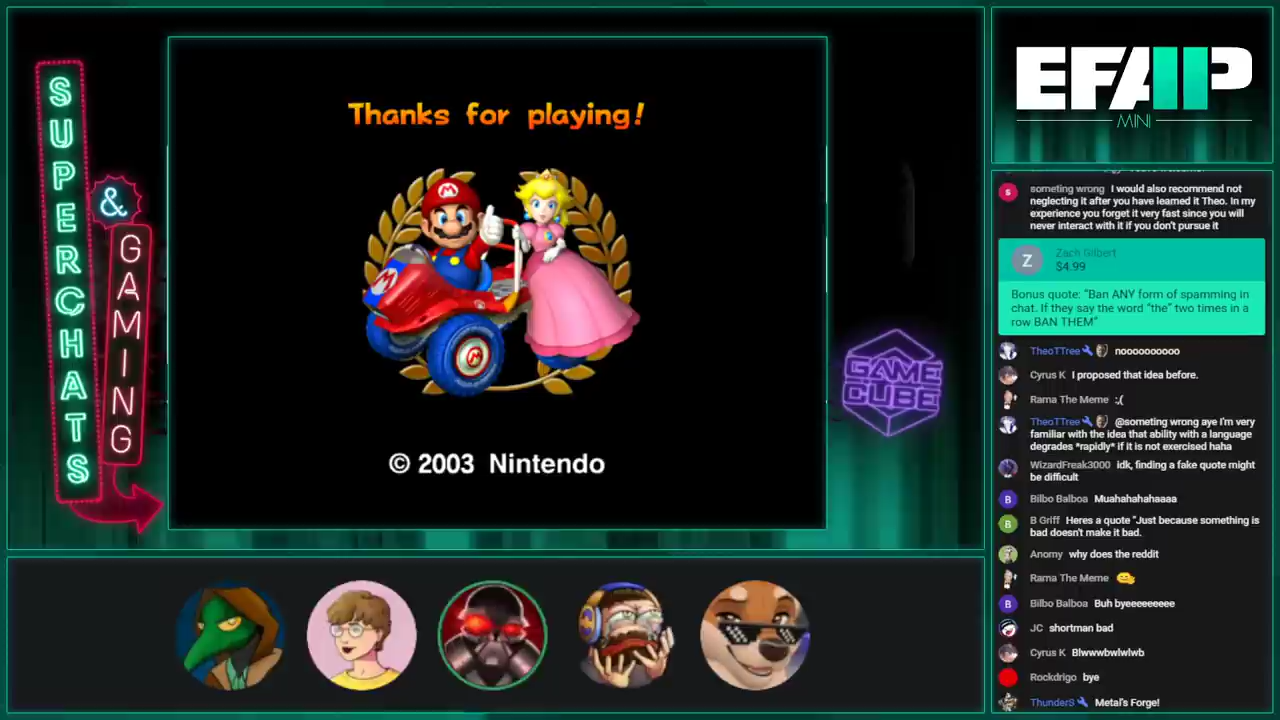 SUPERCHATS
&
GAMING
Thanks for playing!
© 2003 Nintendo
GAME
CUBE
EFAP
MINI
someting wrong I would also recommend not
neglecting it after you have learned it Theo. In my
experience you forget it very fast since you will
never interact with it if you don't pursue it
Z
Zach Gilbert
$4.99
Bonus quote: “Ban ANY form of spamming in
chat. If they say the word “the” two times in a
row BAN THEM”
TheoTTree noooooooooo
Cyrus K I proposed that idea before.
Rama The Meme :,(
TheoTTree @someting wrong aye I'm very
familiar with the idea that ability with a language
degrades *rapidly* if it is not exercised haha
WizardFreak3000 idk, finding a fake quote might
be difficult
B Bilbo Balboa Muahahahahaaaa
B B Griff Heres a quote "Just because something is
bad doesn't make it bad.
Anomy why does the reddit
Rama The Meme
B Bilbo Balboa Buh byeeeeeeeee
JC shortman bad
Cyrus K Blwwwbwlwlwb
Rockdrigo bye
ThunderS Metal's Forge!